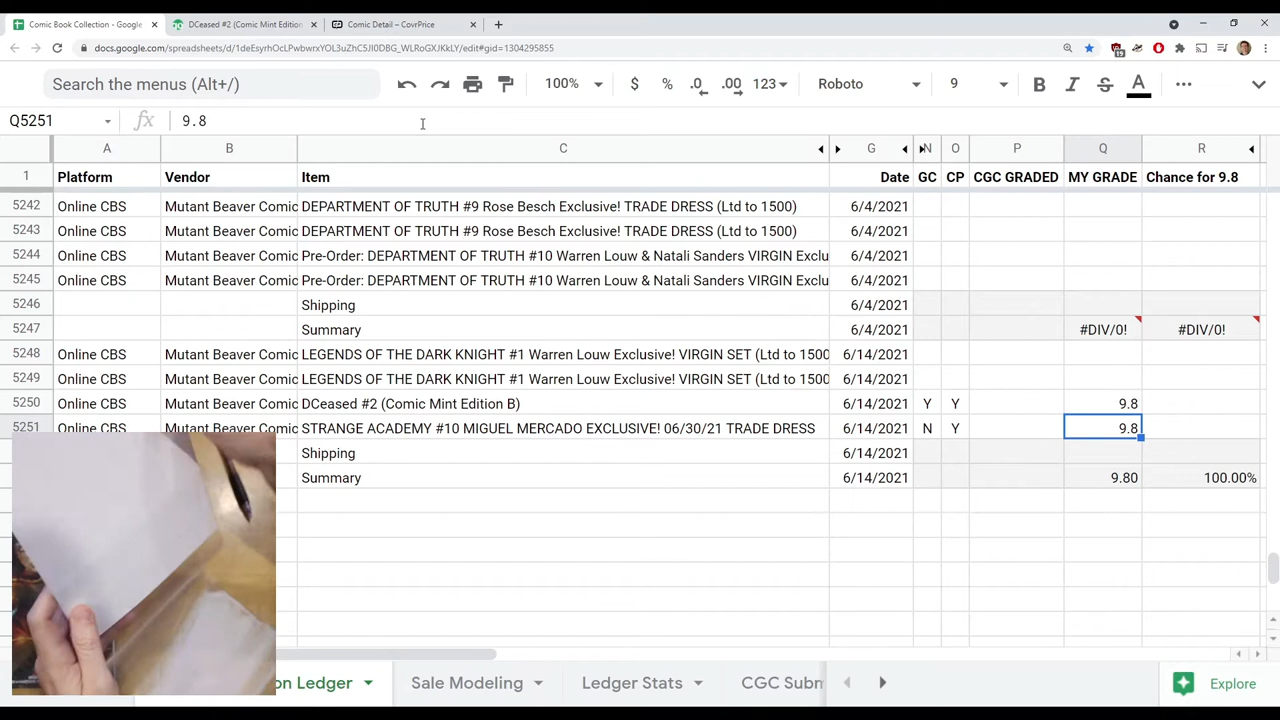 Comic Book Collection - Google
DCeased #2 (Comic Mint Edition
Comic Detail – CovrPrice
docs.google.com/spreadsheets/d/1deEsyrhOcLPwbwrxYOL3uZhC5JI0DBG_WLRoGXJKkLY/edit#gid=1304295855
19
Search the menus (Alt+/)
100%
$ % .0 .00 123
Roboto
9
B I S A
Q5251
fx
9.8
A B C G N O P Q R
1 Platform Vendor Item Date GC CP CGC GRADED MY GRADE Chance for 9.8
5242 Online CBS Mutant Beaver Comic DEPARTMENT OF TRUTH #9 Rose Besch Exclusive! TRADE DRESS (Ltd to 1500) 6/4/2021
5243 Online CBS Mutant Beaver Comic DEPARTMENT OF TRUTH #9 Rose Besch Exclusive! TRADE DRESS (Ltd to 1500) 6/4/2021
5244 Online CBS Mutant Beaver Comic Pre-Order: DEPARTMENT OF TRUTH #10 Warren Louw & Natali Sanders VIRGIN Exclu 6/4/2021
5245 Online CBS Mutant Beaver Comic Pre-Order: DEPARTMENT OF TRUTH #10 Warren Louw & Natali Sanders VIRGIN Exclu 6/4/2021
5246 Shipping 6/4/2021
5247 Summary 6/4/2021 #DIV/0! #DIV/0!
5248 Online CBS Mutant Beaver Comic LEGENDS OF THE DARK KNIGHT #1 Warren Louw Exclusive! VIRGIN SET (Ltd to 1500 6/14/2021
5249 Online CBS Mutant Beaver Comic LEGENDS OF THE DARK KNIGHT #1 Warren Louw Exclusive! VIRGIN SET (Ltd to 1500 6/14/2021
5250 Online CBS Mutant Beaver Comic DCeased #2 (Comic Mint Edition B) 6/14/2021 Y Y 9.8
5251 Online CBS Mutant Beaver Comic STRANGE ACADEMY #10 MIGUEL MERCADO EXCLUSIVE! 06/30/21 TRADE DRESS 6/14/2021 N Y 9.8
Shipping 6/14/2021
Summary 6/14/2021 9.80 100.00%
on Ledger
Sale Modeling
Ledger Stats
CGC Subm
Explore